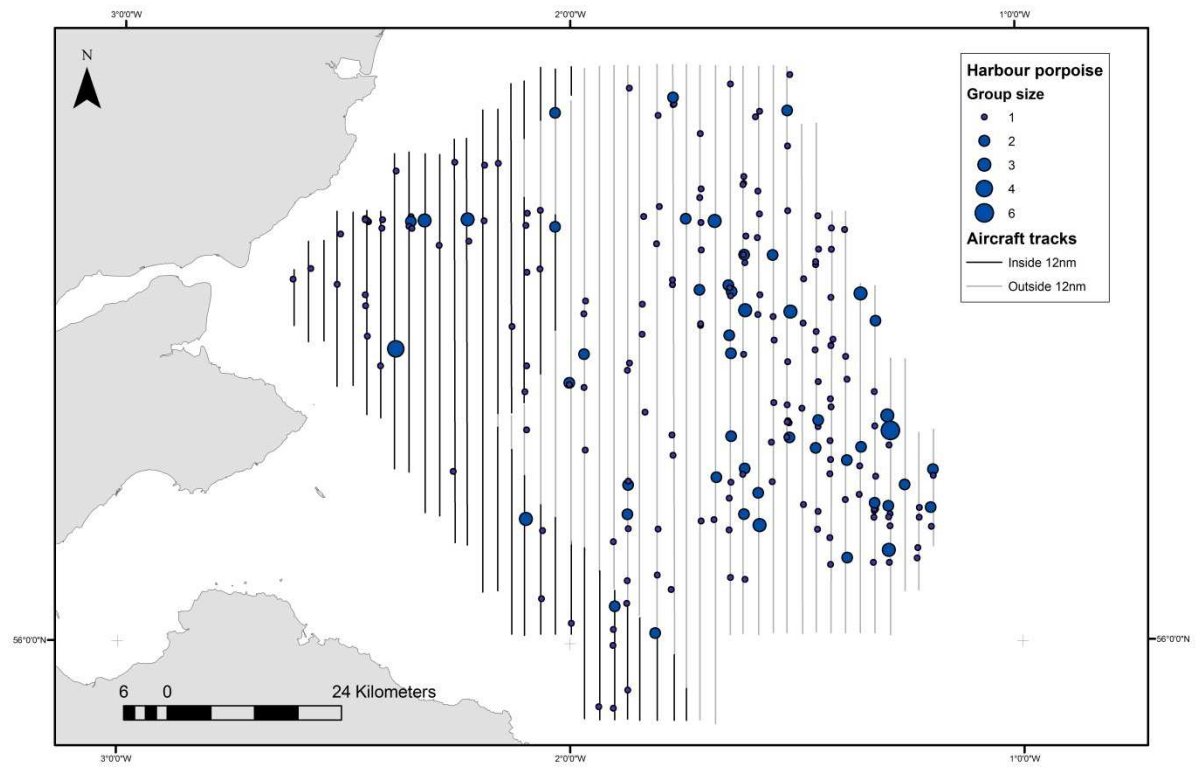 3°0'0"W 2°0'0"W 1°0'0"W
N
Harbour porpoise
Group size
1
2
3
4
6
Aircraft tracks
Inside 12nm
Outside 12nm
56°0'0"N 56°0'0"N
6 0 24 Kilometers
3°0'0"W 2°0'0"W 1°0'0"W